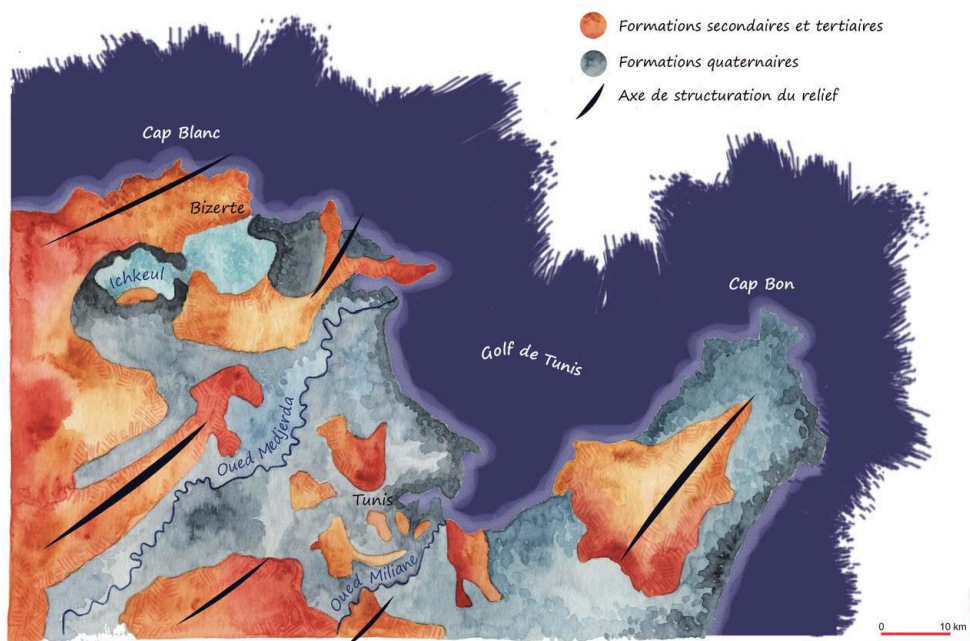 Formations secondaires et tertiaires
Formations quaternaires
Axe de structuration du relief
Cap Blanc
Bizerte
Ichkeul
Cap Bon
Golf de Tunis
Oued Medjerda
Tunis
Oued Miliane
0 10 km